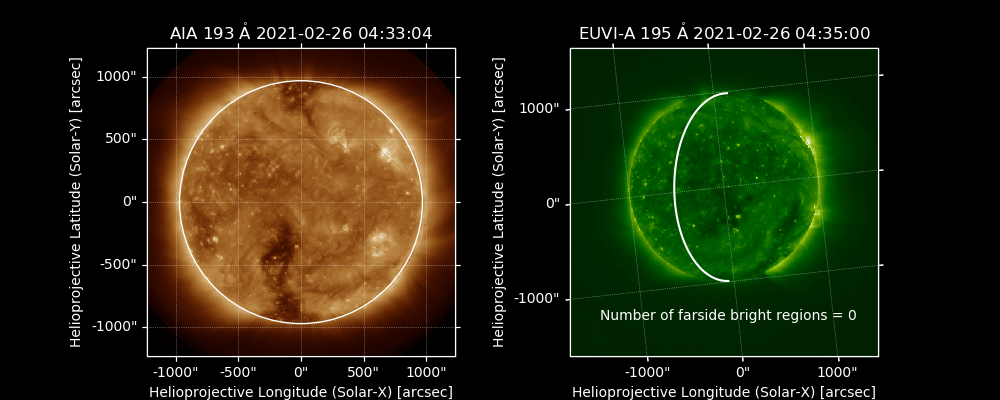 AIA 193 Å 2021-02-26 04:33:04
1000"
500"
0"
-500"
-1000"
-1000"
-500"
0"
500"
1000"
Helioprojective Longitude (Solar-X) [arcsec]
Helioprojective Latitude (Solar-Y) [arcsec]
EUVI-A 195 Å 2021-02-26 04:35:00
1000"
0"
-1000"
Number of farside bright regions = 0
-1000"
0"
1000"
Helioprojective Longitude (Solar-X) [arcsec]
Helioprojective Latitude (Solar-Y) [arcsec]